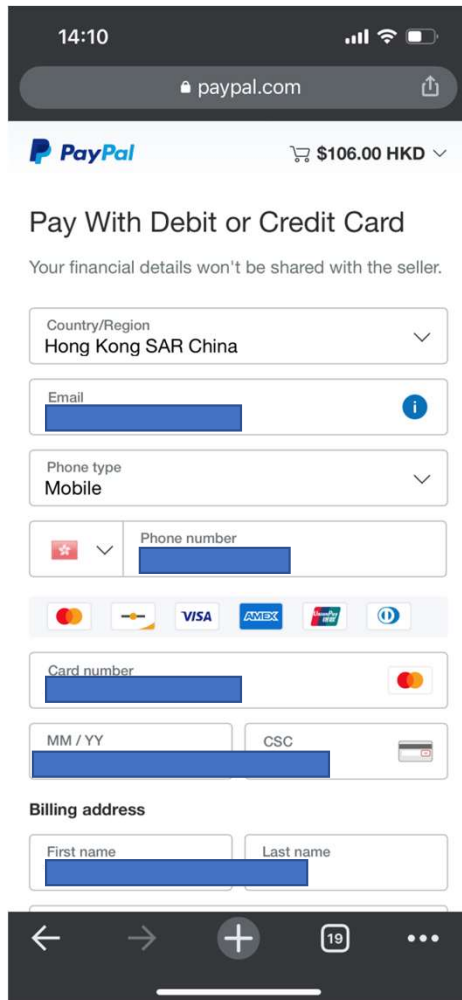 14:10
paypal.com
PayPal
$106.00 HKD
Pay With Debit or Credit Card
Your financial details won't be shared with the seller.
Country/Region
Hong Kong SAR China
Email
Phone type
Mobile
Phone number
VISA
AMEX
UnionPay
Card number
MM / YY
CSC
Billing address
First name
Last name
19